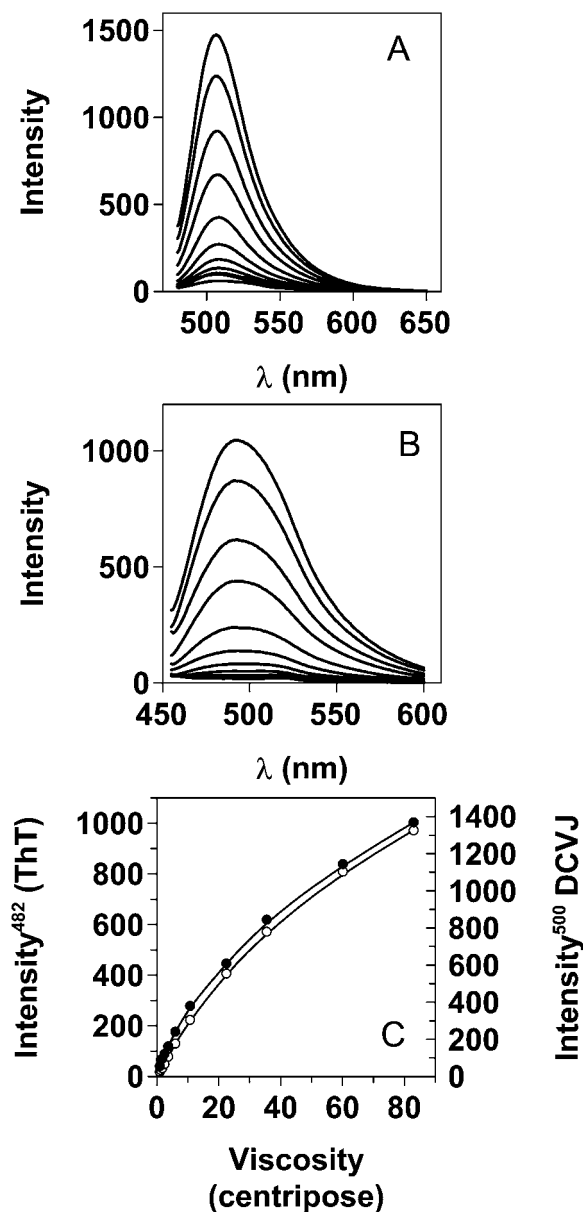 A
Intensity
1500
1000
500
0
500 550 600 650
λ (nm)
B
Intensity
1000
500
0
450 500 550 600
λ (nm)
C
Intensity⁴⁸² (ThT)
1000
800
600
400
200
0
Intensity⁵⁰⁰ DCVJ
1400
1200
1000
800
600
400
200
0
0 20 40 60 80
Viscosity
(centripose)